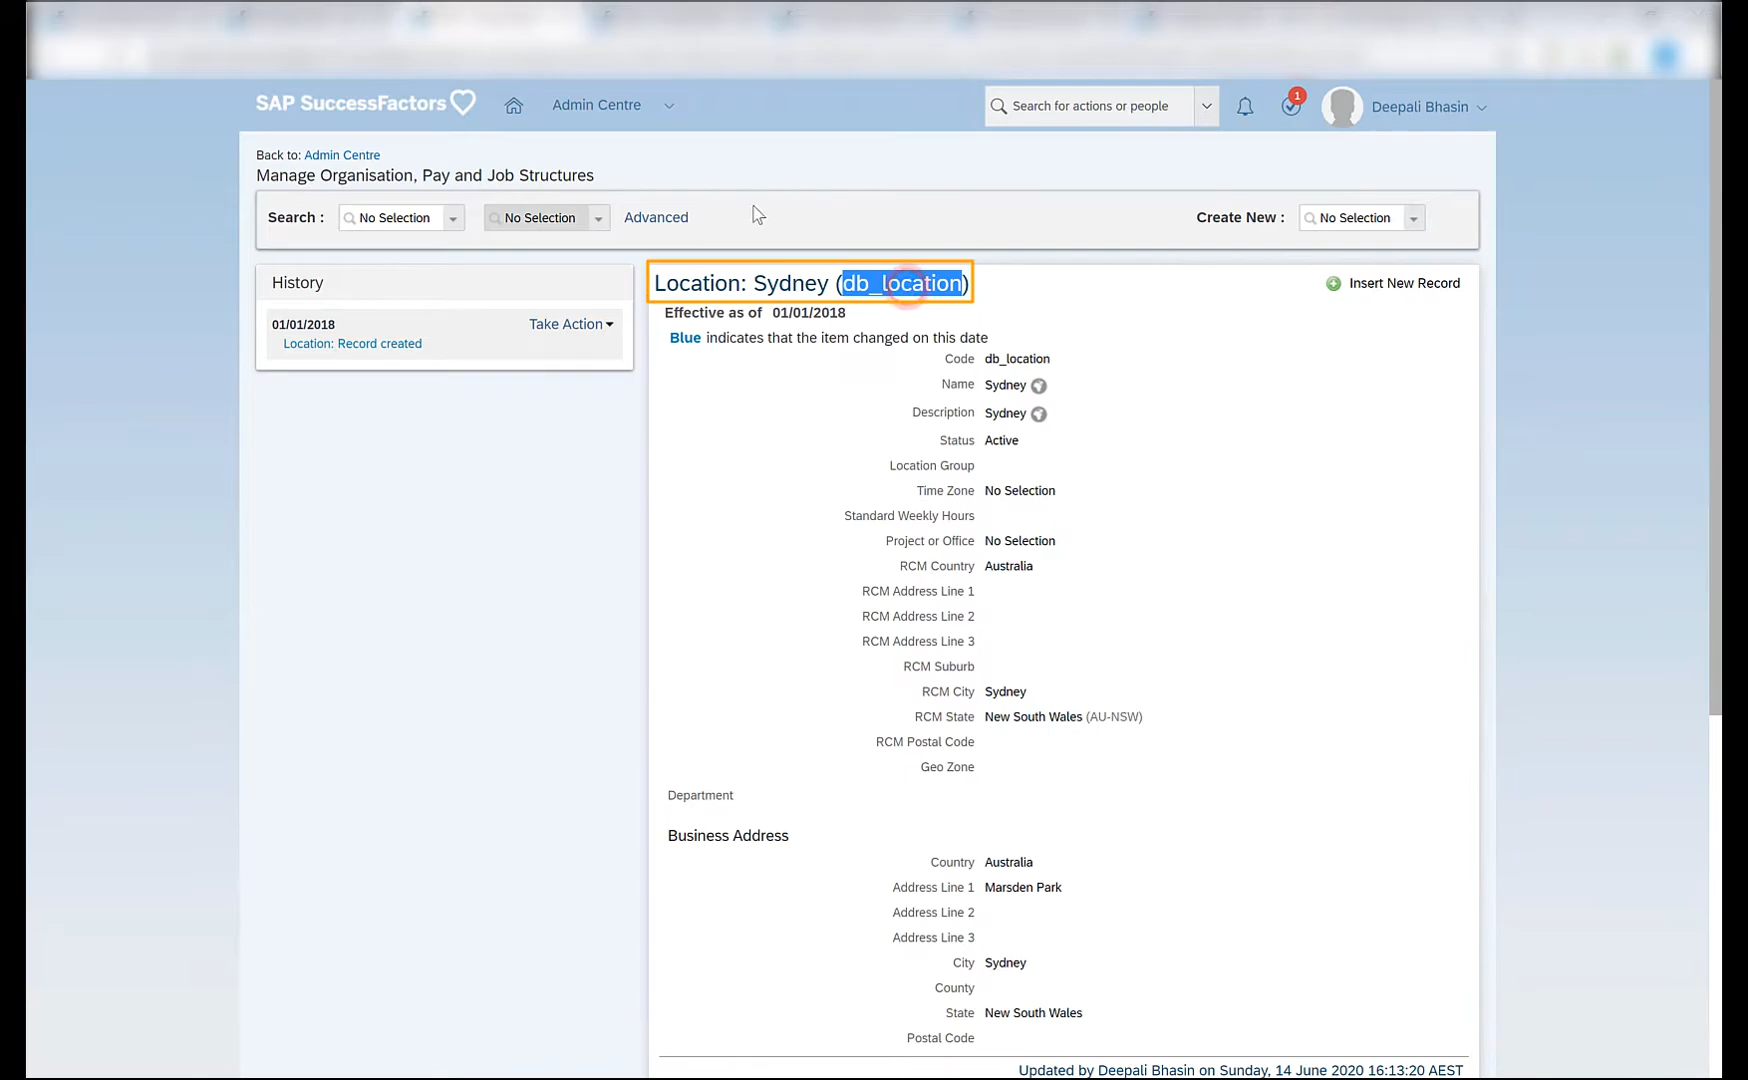 SAP SuccessFactors
Admin Centre
Search for actions or people
1
Deepali Bhasin
Back to: Admin Centre
Manage Organisation, Pay and Job Structures
Search : No Selection No Selection Advanced Create New : No Selection
History
01/01/2018 Take Action
Location: Record created
Location: Sydney (db_location)
Insert New Record
Effective as of 01/01/2018
Blue indicates that the item changed on this date
Code db_location
Name Sydney
Description Sydney
Status Active
Location Group
Time Zone No Selection
Standard Weekly Hours
Project or Office No Selection
RCM Country Australia
RCM Address Line 1
RCM Address Line 2
RCM Address Line 3
RCM Suburb
RCM City Sydney
RCM State New South Wales (AU-NSW)
RCM Postal Code
Geo Zone
Department
Business Address
Country Australia
Address Line 1 Marsden Park
Address Line 2
Address Line 3
City Sydney
County
State New South Wales
Postal Code
Updated by Deepali Bhasin on Sunday, 14 June 2020 16:13:20 AEST